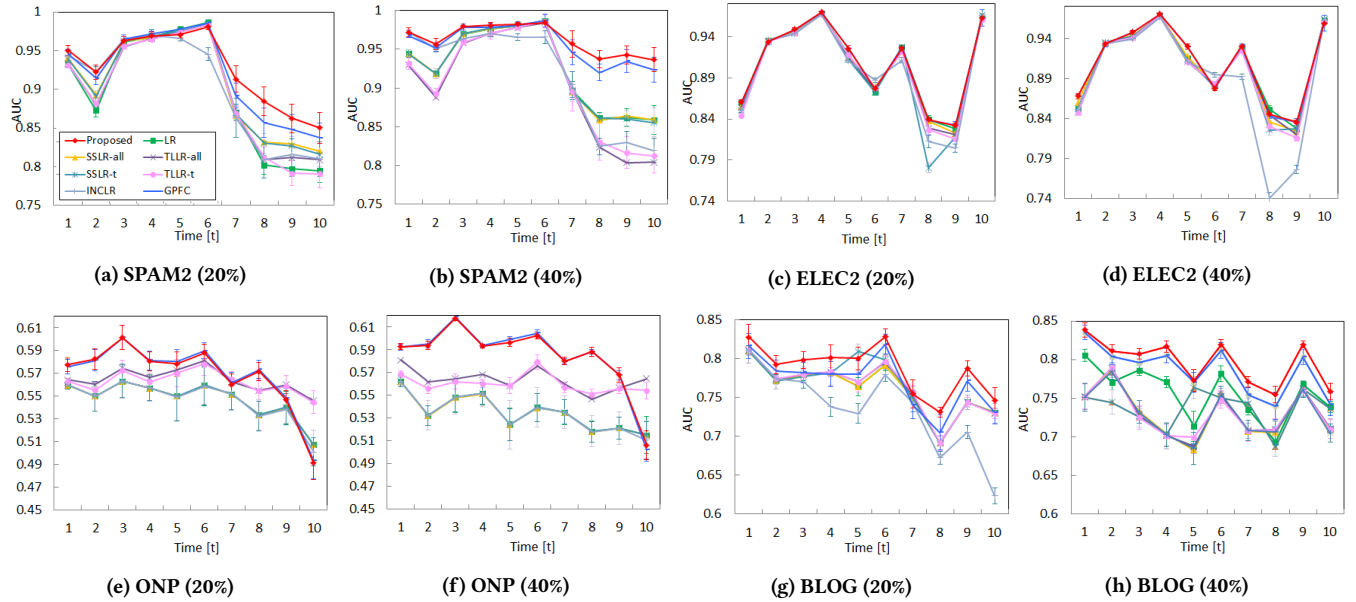 1
0.95
0.9
0.85
0.8
0.75
AUC
Proposed
LR
SSLR-all
TLLR-all
SSLR-t
TLLR-t
INCLR
GPFC
1 2 3 4 5 6 7 8 9 10
Time [t]
(a) SPAM2 (20%)
1
0.95
0.9
0.85
0.8
0.75
AUC
1 2 3 4 5 6 7 8 9 10
Time [t]
(b) SPAM2 (40%)
0.94
0.89
0.84
0.79
0.74
AUC
1 2 3 4 5 6 7 8 9 10
Time [t]
(c) ELEC2 (20%)
0.94
0.89
0.84
0.79
0.74
AUC
1 2 3 4 5 6 7 8 9 10
Time [t]
(d) ELEC2 (40%)
0.61
0.59
0.57
0.55
0.53
0.51
0.49
0.47
0.45
AUC
1 2 3 4 5 6 7 8 9 10
Time [t]
(e) ONP (20%)
0.61
0.59
0.57
0.55
0.53
0.51
0.49
0.47
0.45
AUC
1 2 3 4 5 6 7 8 9 10
Time [t]
(f) ONP (40%)
0.85
0.8
0.75
0.7
0.65
0.6
AUC
1 2 3 4 5 6 7 8 9 10
Time [t]
(g) BLOG (20%)
0.85
0.8
0.75
0.7
0.65
0.6
AUC
1 2 3 4 5 6 7 8 9 10
Time [t]
(h) BLOG (40%)